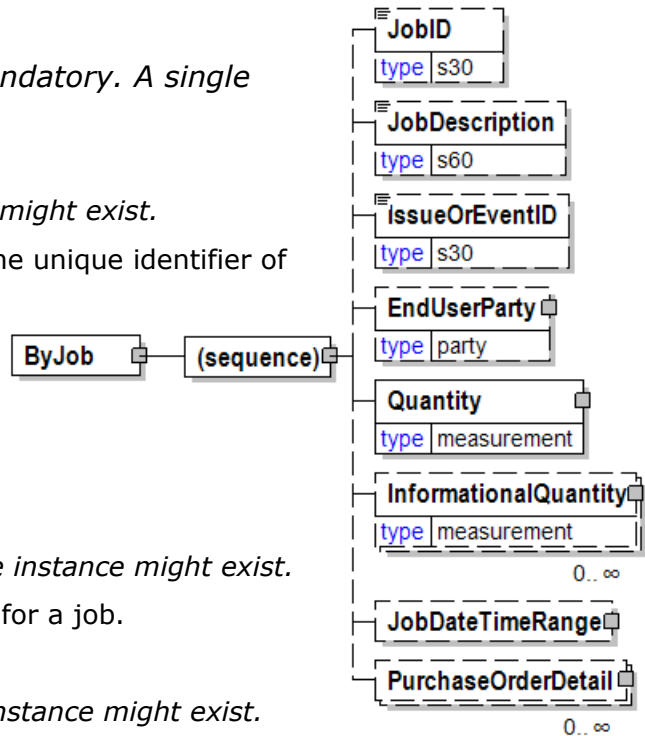 JobID
type s30
ndatory. A single
JobDescription
type s60
might exist.
IssueOrEventID
ne unique identifier of
type s30
EndUserParty
type party
ByJob
(sequence)
Quantity
type measurement
InformationalQuantity
type measurement
e instance might exist.
0.. ∞
for a job.
JobDateTimeRange
PurchaseOrderDetail
nstance might exist.
0.. ∞